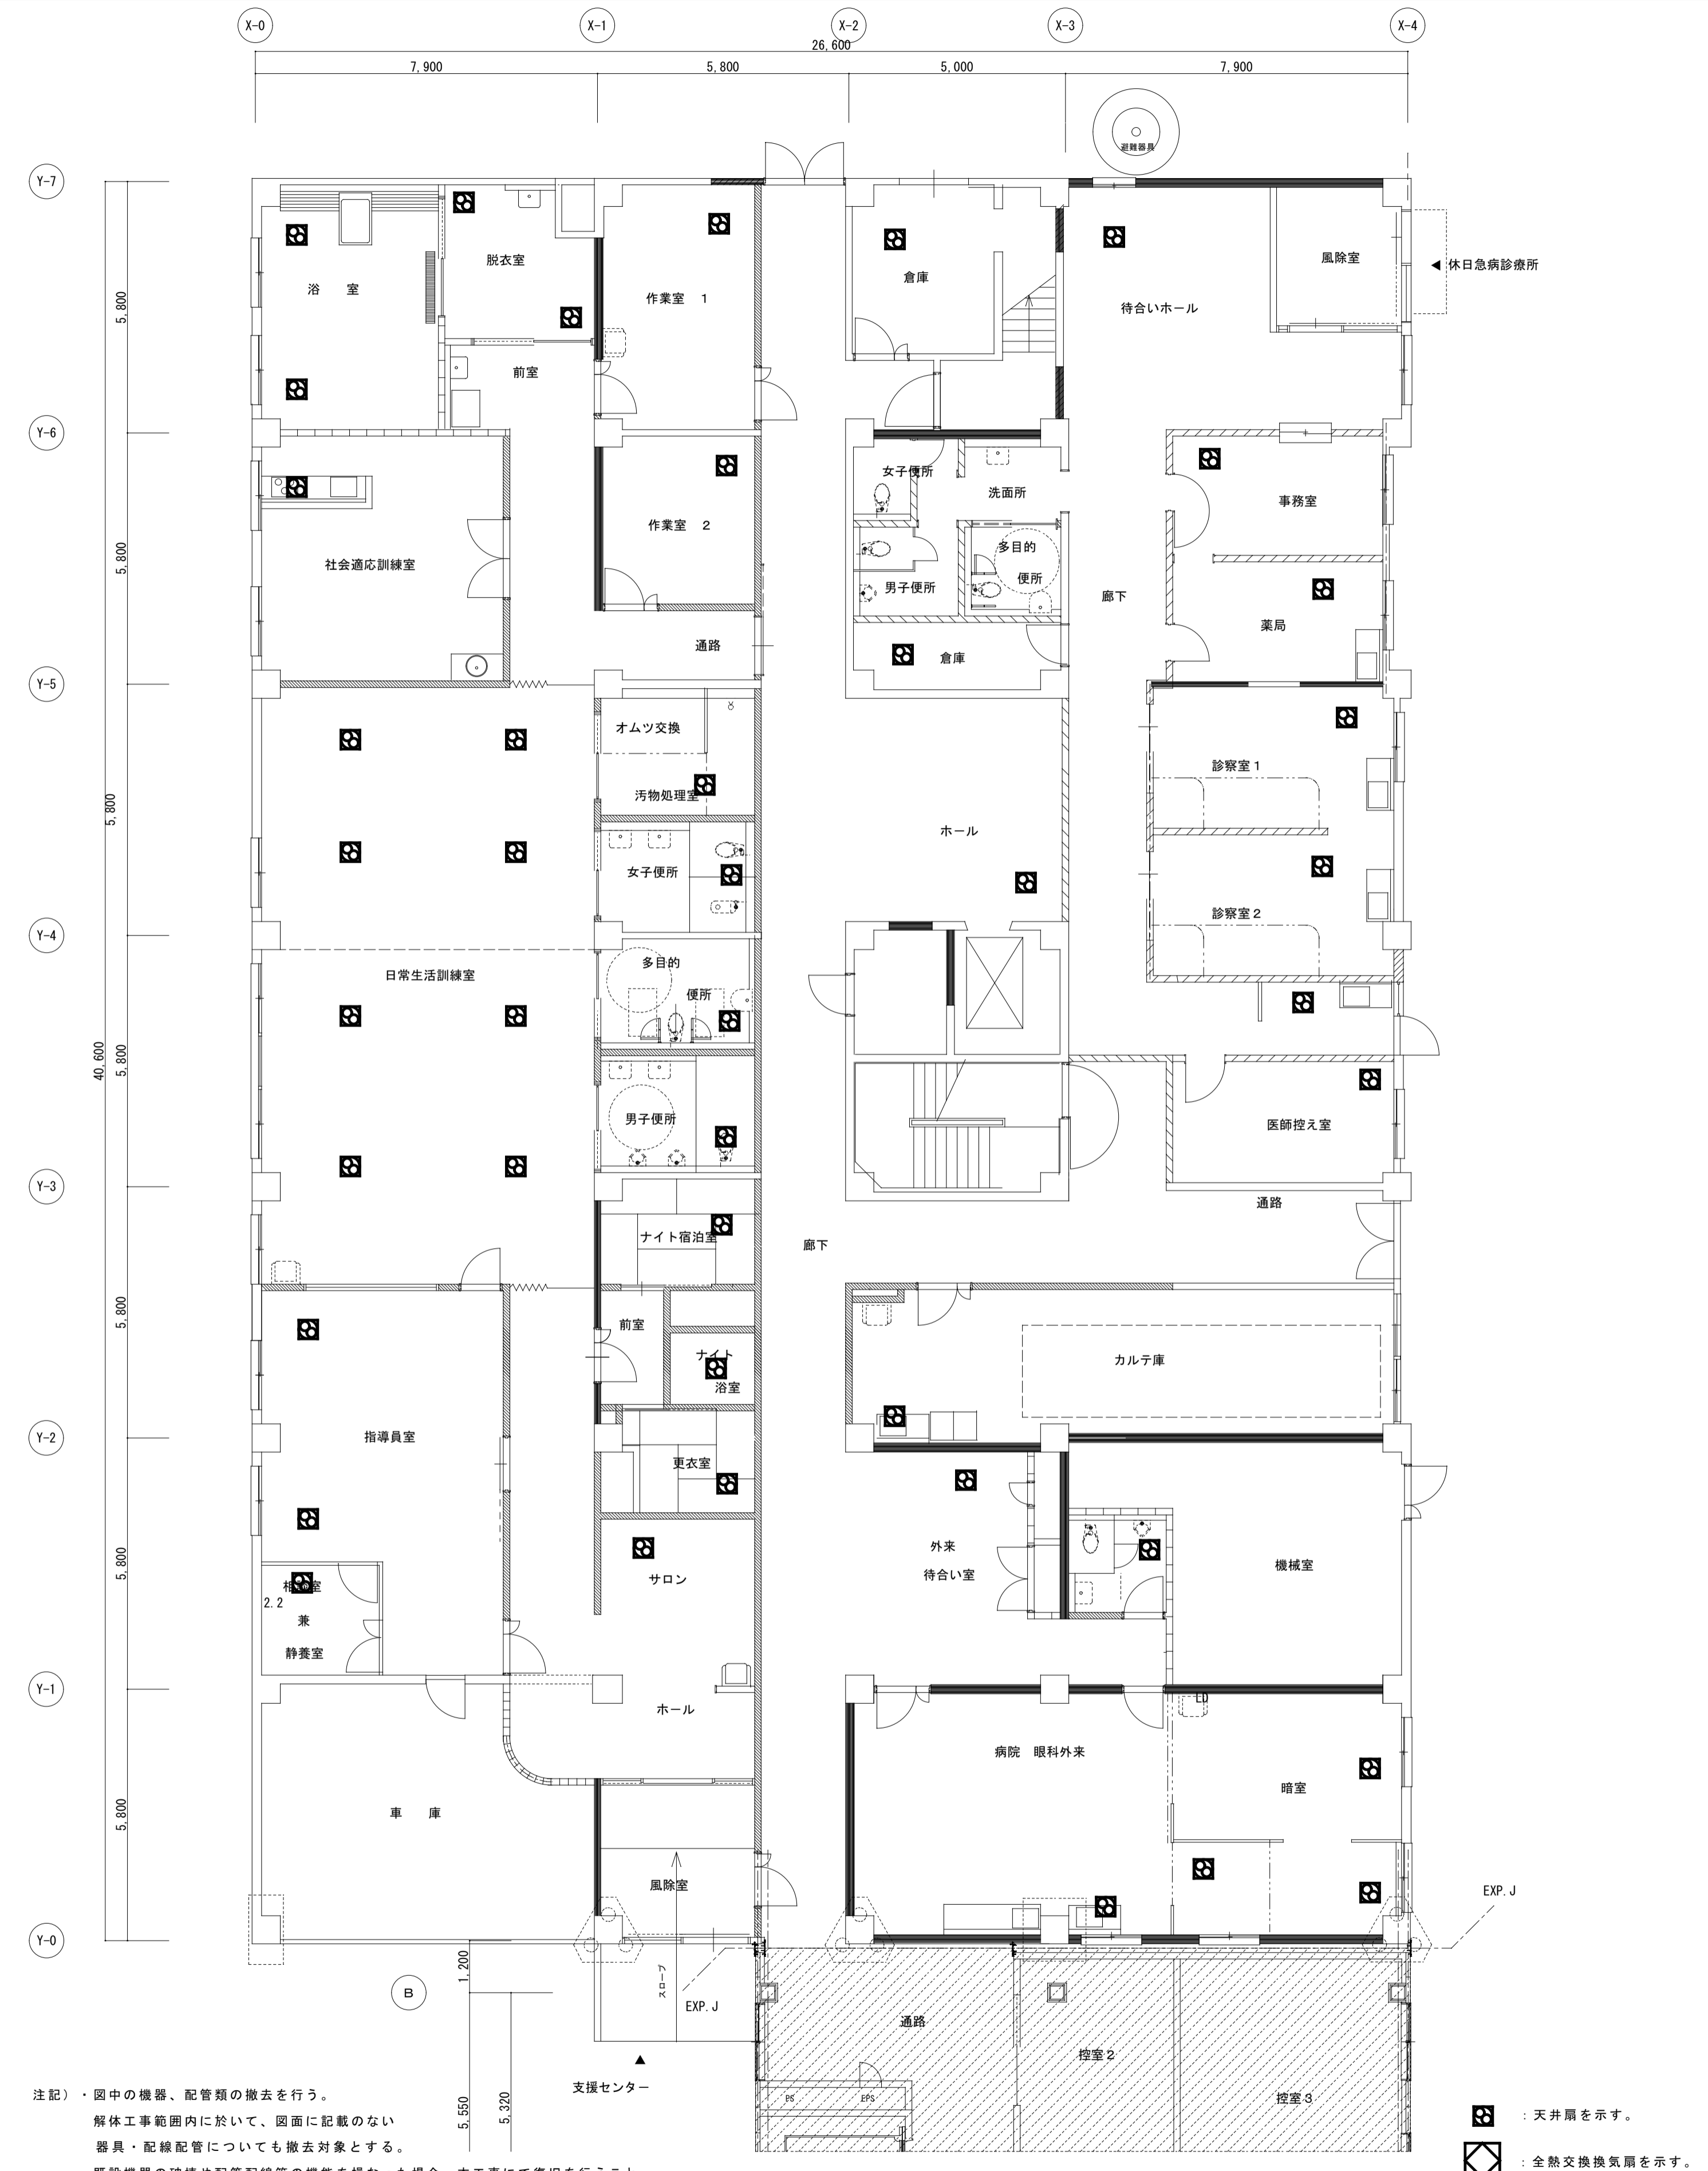 X-0
X-1
X-2
X-3
X-4
26,600
7,900
5,800
5,000
7,900
避難器具
Y-7
脱衣室
風除室
休日急病診療所
倉庫
浴 室
作業室 1
待合いホール
5,800
前室
Y-6
女子便所
洗面所
事務室
作業室 2
多目的
便所
社会適応訓練室
5,800
男子便所
廊下
薬局
通路
倉庫
Y-5
オムツ交換
診察室1
汚物処理室
5,800
ホール
女子便所
診察室2
Y-4
多目的
日常生活訓練室
便所
40,600
5,800
男子便所
医師控え室
Y-3
通路
ナイト宿泊室
廊下
5,800
前室
ナイト
浴室
カルテ庫
指導員室
Y-2
更衣室
外来
待合い室
機械室
5,800
サロン
2.2
兼
静養室
Y-1
LD
ホール
病院 眼科外来
暗室
車 庫
5,800
風除室
EXP.J
Y-0
1,200
スロープ
B
EXP.J
通路
控室2
支援センター
5,550
5,320
PS
EPS
控室3
注記)・図中の機器、配管類の撤去を行う。
解体工事範囲内に於いて、図面に記載のない
器具・配線配管についても撤去対象とする。
:天井扇を示す。
:全熱交換換気扇を示す。